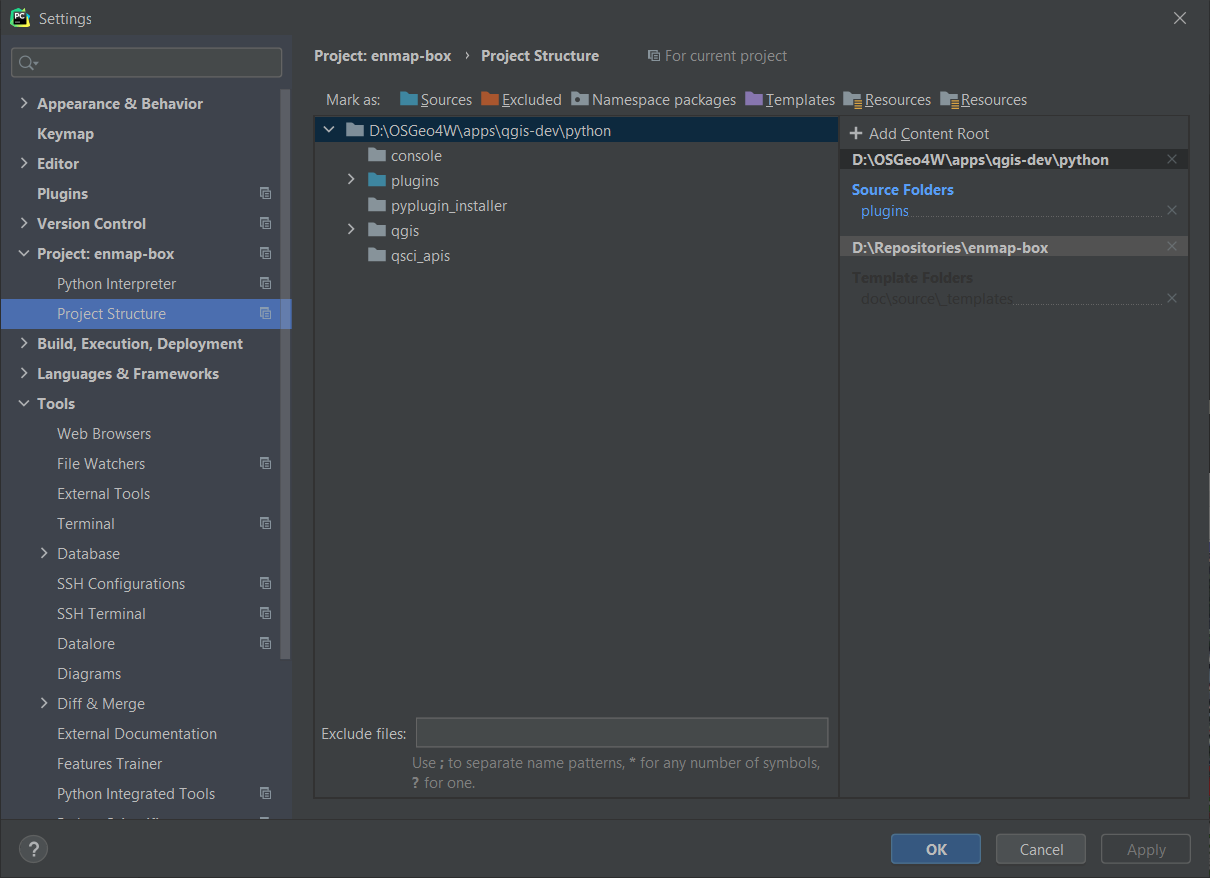 PC
Settings
Appearance & Behavior
Keymap
Editor
Plugins
Version Control
Project: enmap-box
Python Interpreter
Project Structure
Build, Execution, Deployment
Languages & Frameworks
Tools
Web Browsers
File Watchers
External Tools
Terminal
Database
SSH Configurations
SSH Terminal
Datalore
Diagrams
Diff & Merge
External Documentation
Features Trainer
Python Integrated Tools
Project: enmap-box › Project Structure For current project
Mark as: Sources Excluded Namespace packages Templates Resources Resources
D:\OSGeo4W\apps\qgis-dev\python
console
plugins
pyplugin_installer
qgis
qsci_apis
Exclude files:
Use ; to separate name patterns, * for any number of symbols,
? for one.
+ Add Content Root
D:\OSGeo4W\apps\qgis-dev\python
Source Folders
plugins
D:\Repositories\enmap-box
Template Folders
doc\source\_templates
?
OK
Cancel
Apply